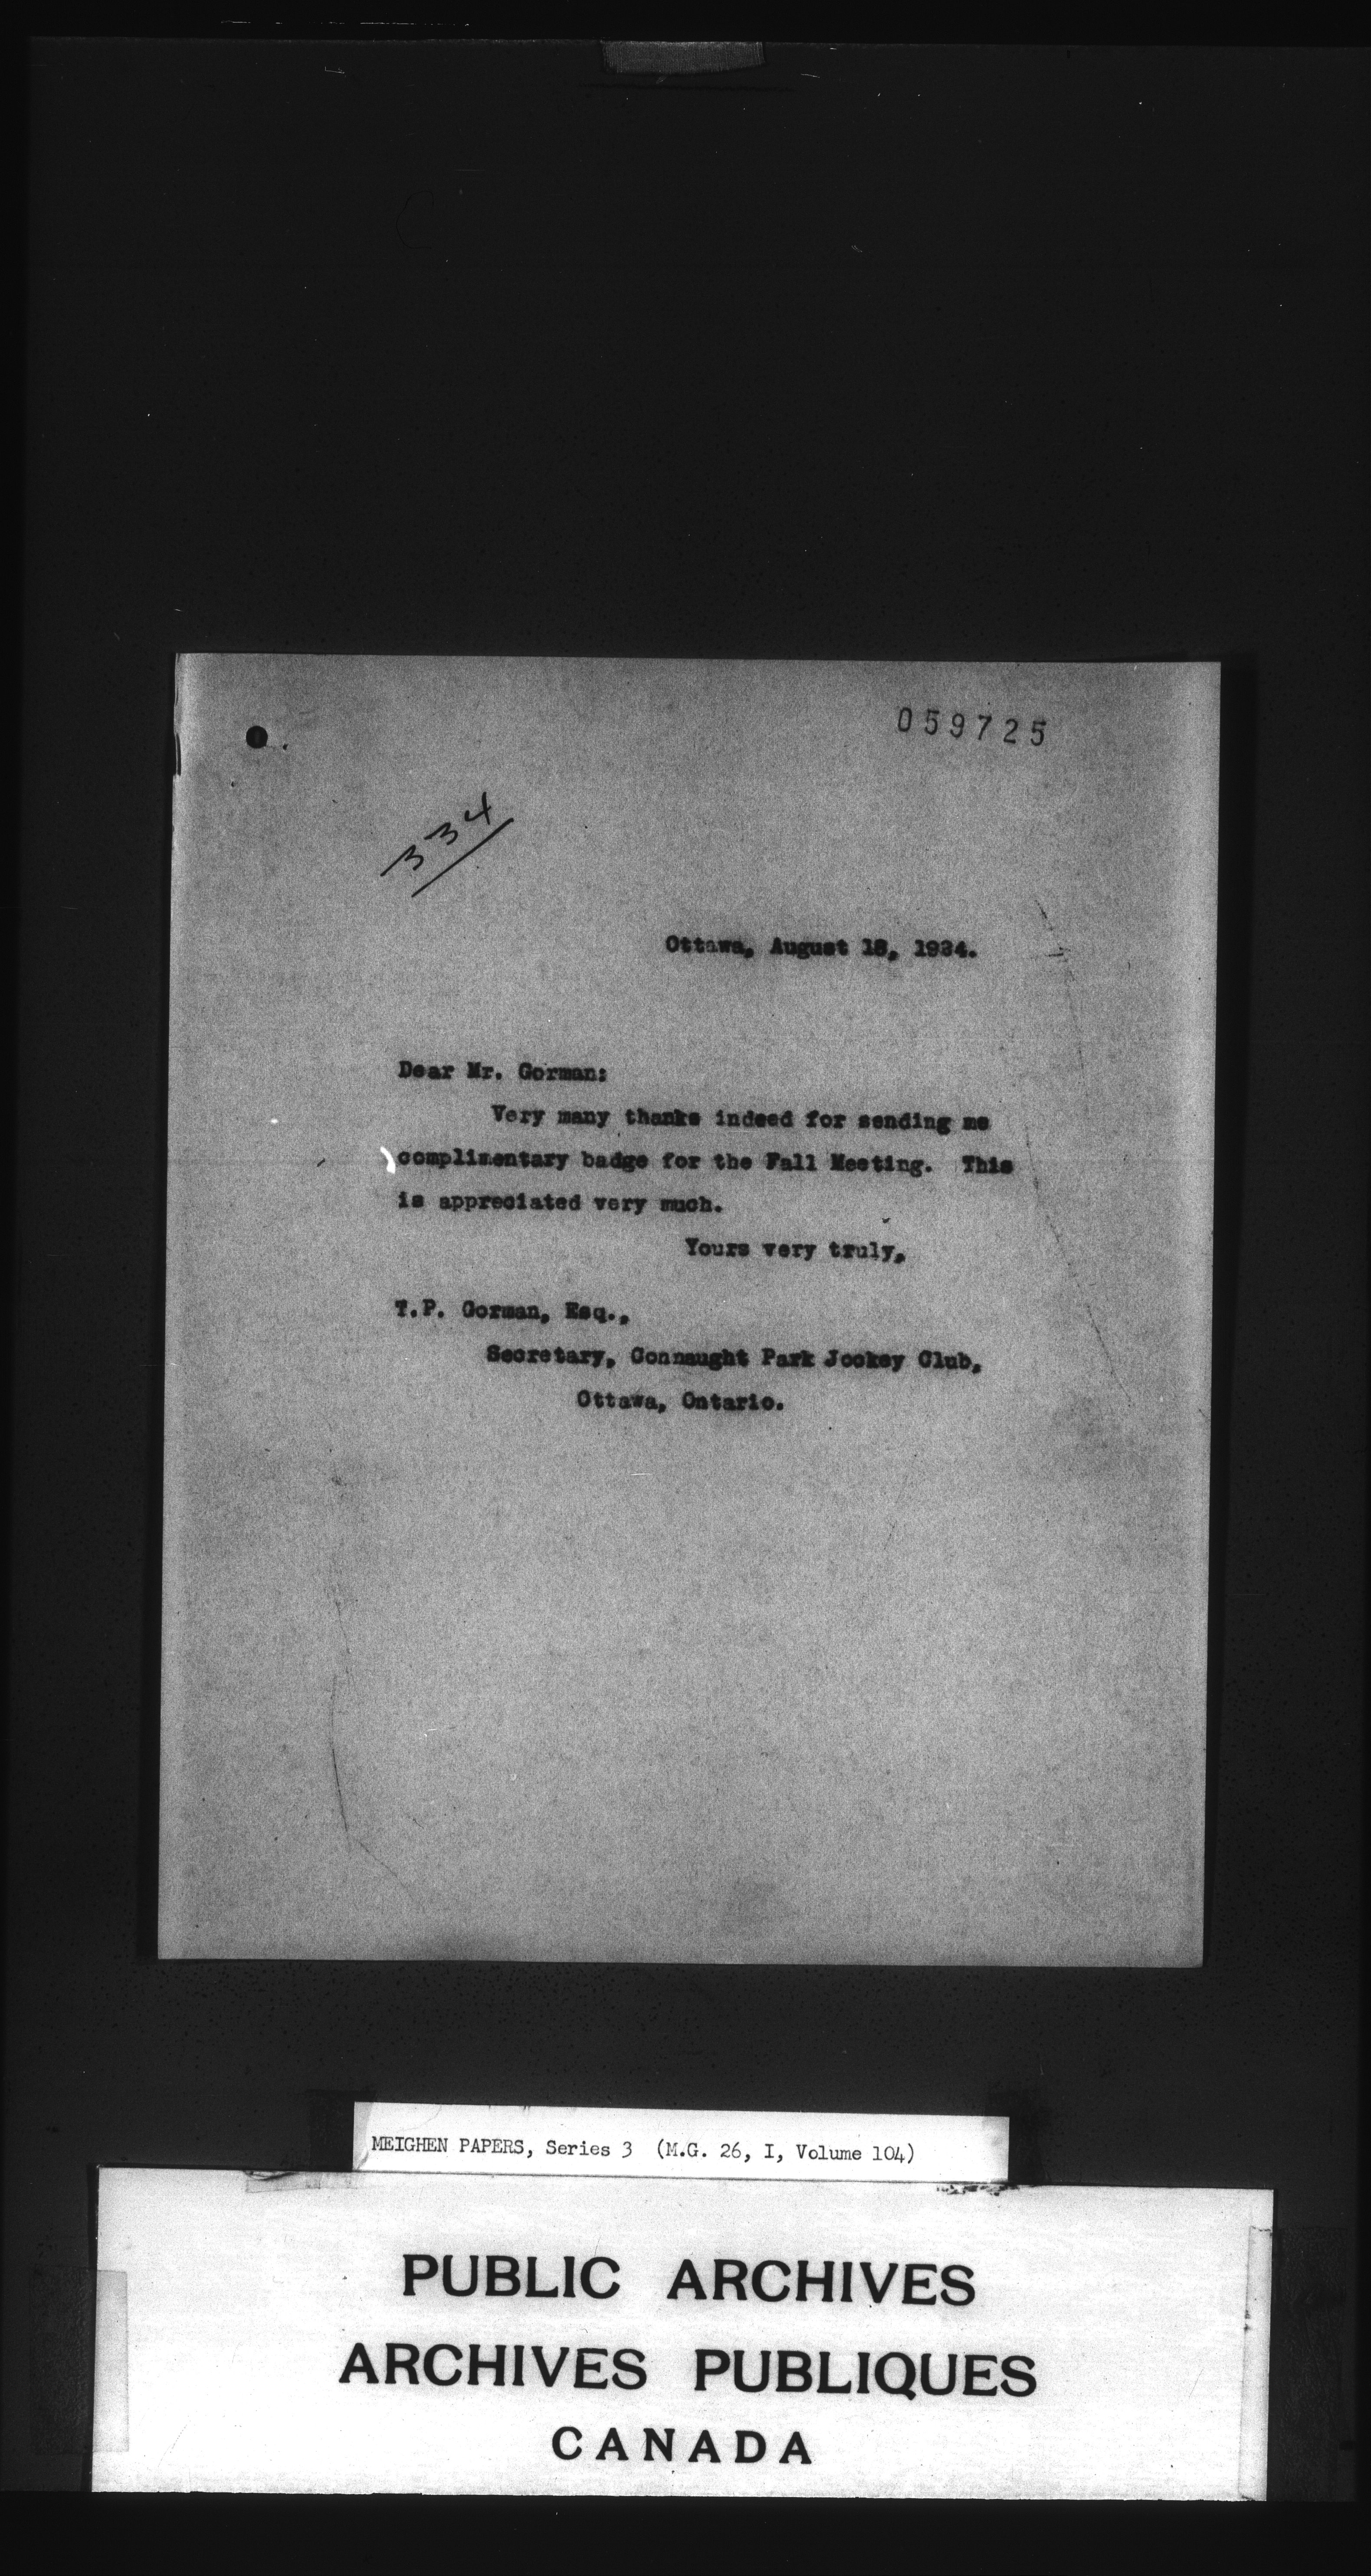 059725
334
Ottawa, August 18, 1934.
Dear Mr. Gorman:
Very many thanks indeed for sending me
complimentary badge for the Fall Meeting. This
is appreciated very much.
Yours very truly,
T.P. Gorman, Esq.,
Secretary, Connaught Park Jockey Club,
Ottawa, Ontario.
MEIGHEN PAPERS, Series 3 (M.G. 26, I, Volume 104)
PUBLIC ARCHIVES
ARCHIVES PUBLIQUES
CANADA